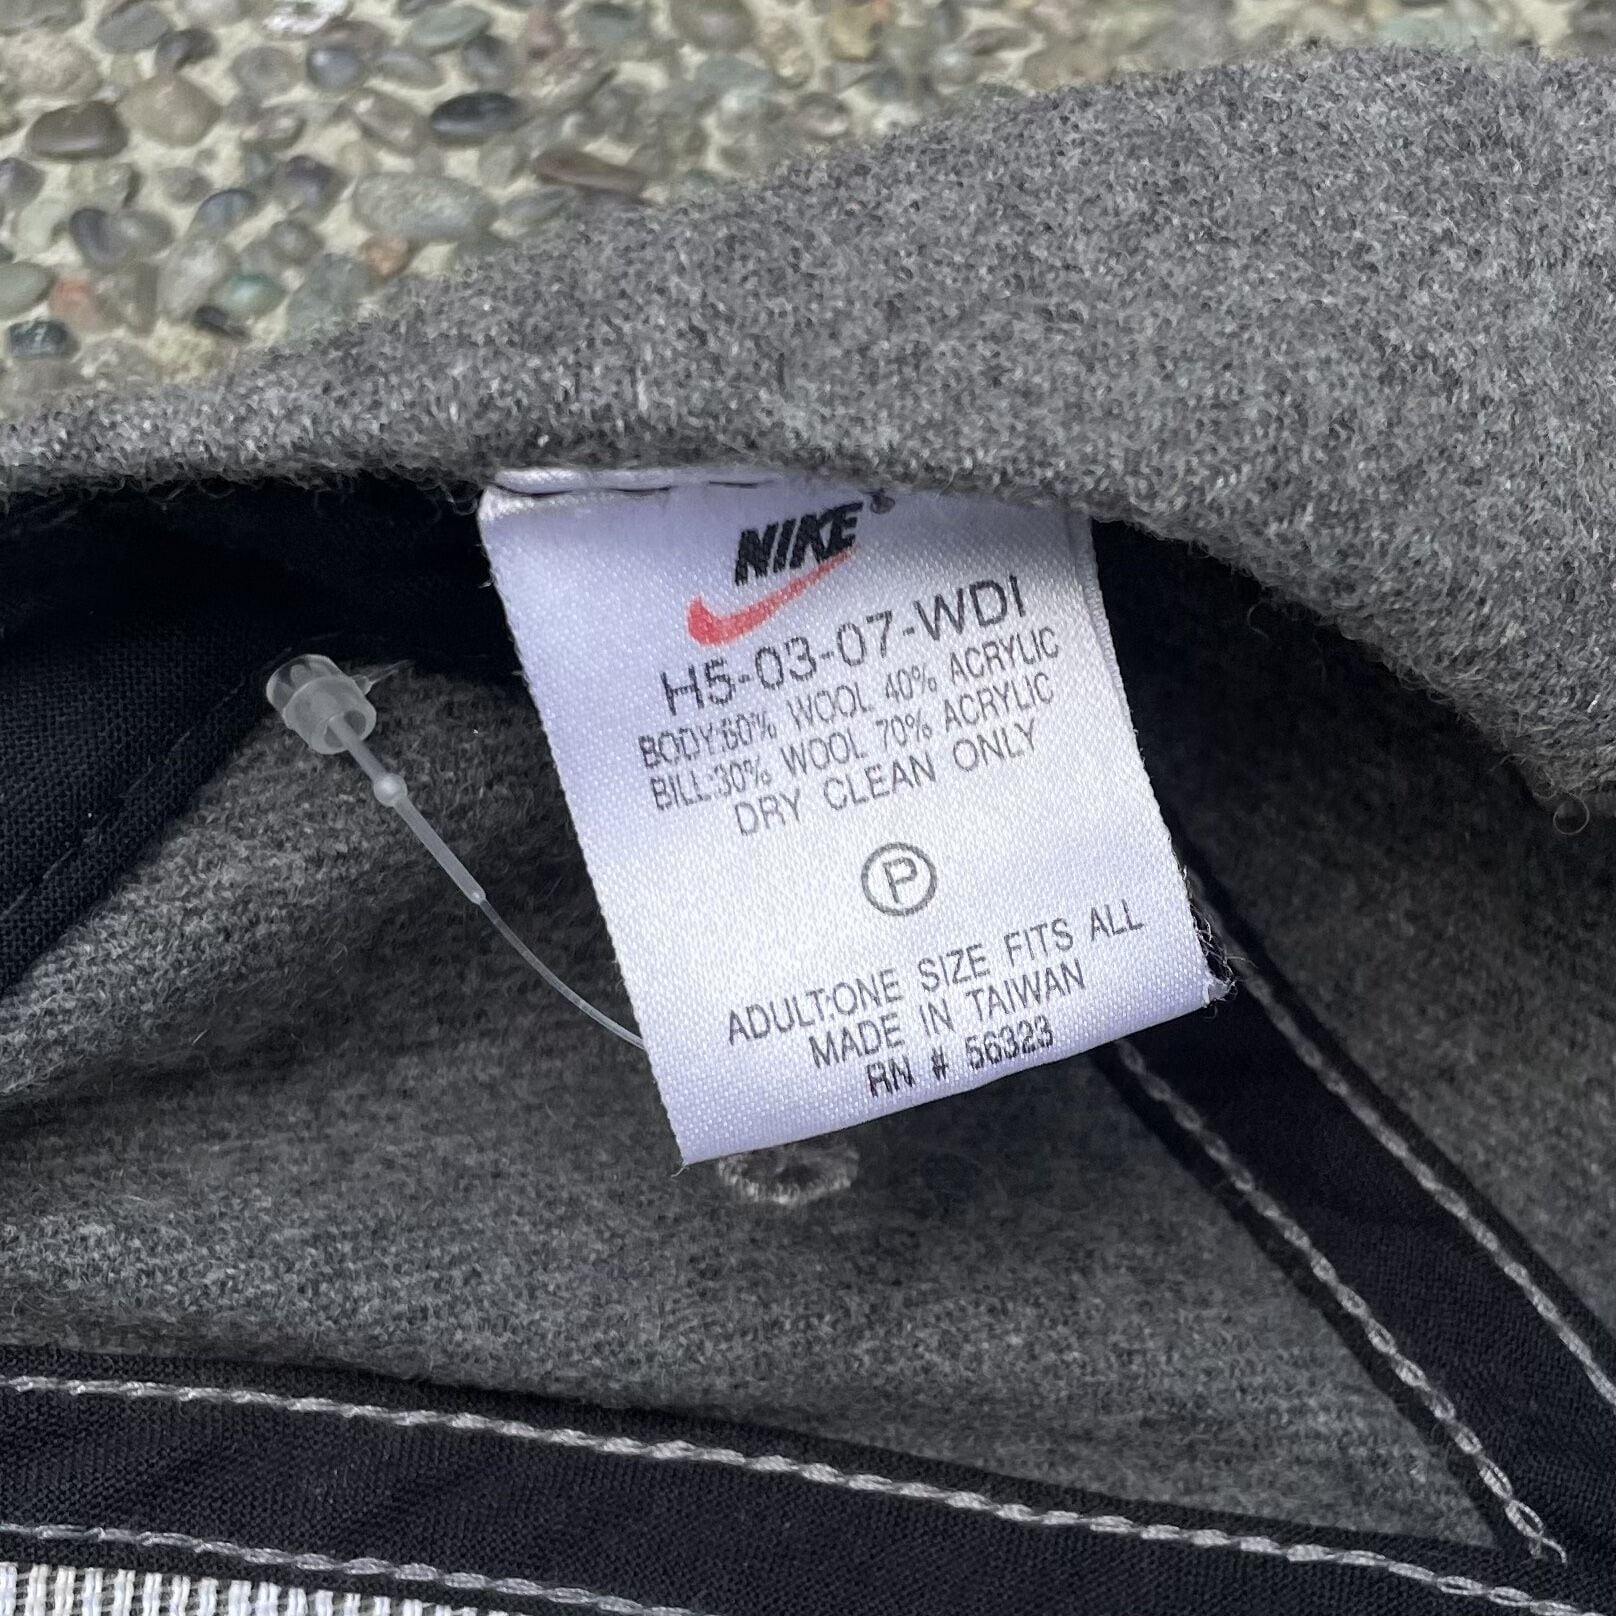 NIKE®
H5-03-07-WDI
BODY:60% WOOL 40% ACRYLIC
BILL:30% WOOL 70% ACRYLIC
DRY CLEAN ONLY
P
ADULT:ONE SIZE FITS ALL
MADE IN TAIWAN
RN # 56323